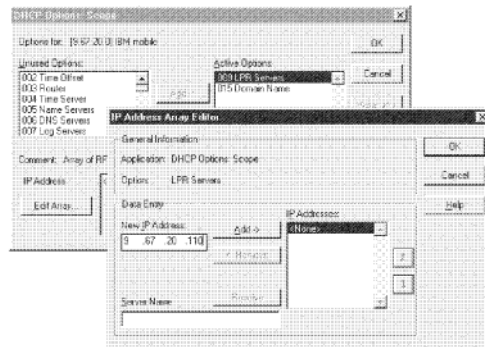 DHCP Options: Scope
Options for: [9.67.20.0] IBM mobile
OK
Unused Options:
Active Options:
Cancel
002 Time Offset
003 Router
004 Time Servers
005 Name Servers
006 DNS Servers
007 Log Servers
Add
009 LPR Servers
015 Domain Name
Comment: Array of RF
IP Address
Edit Array...
IP Address Array Editor
General Information
Application: DHCP Options: Scope
Option: LPR Servers
OK
Cancel
Help
Data Entry
New IP Address:
9 .67 .20 .110
Add ->
< Remove
IP Addresses:
<None>
Server Name
Resolve